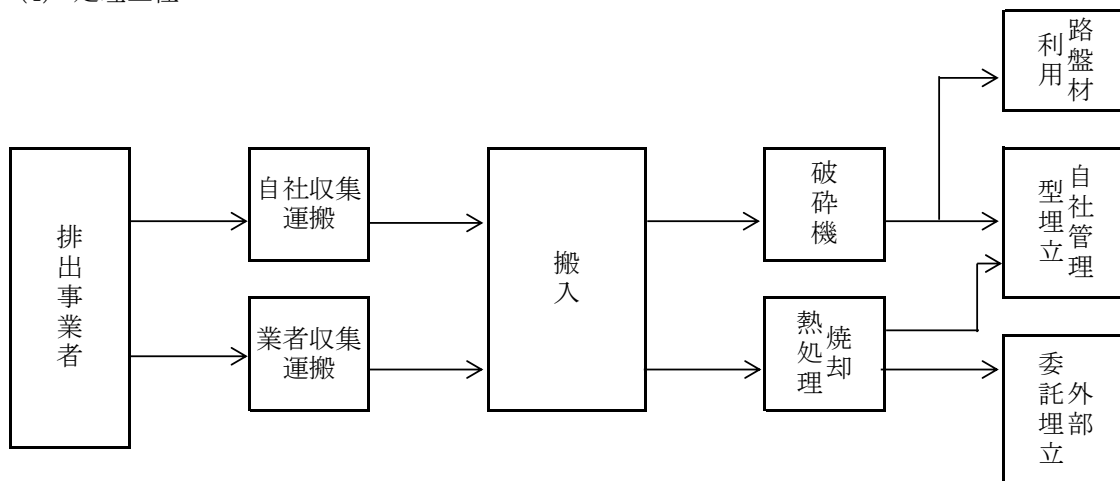 処理工程
排出事業者
自社収集
運搬
業者収集
運搬
搬入
破砕機
焼却
熱処理
路盤材
利用
自社管理
型埋立
外部
委託埋立